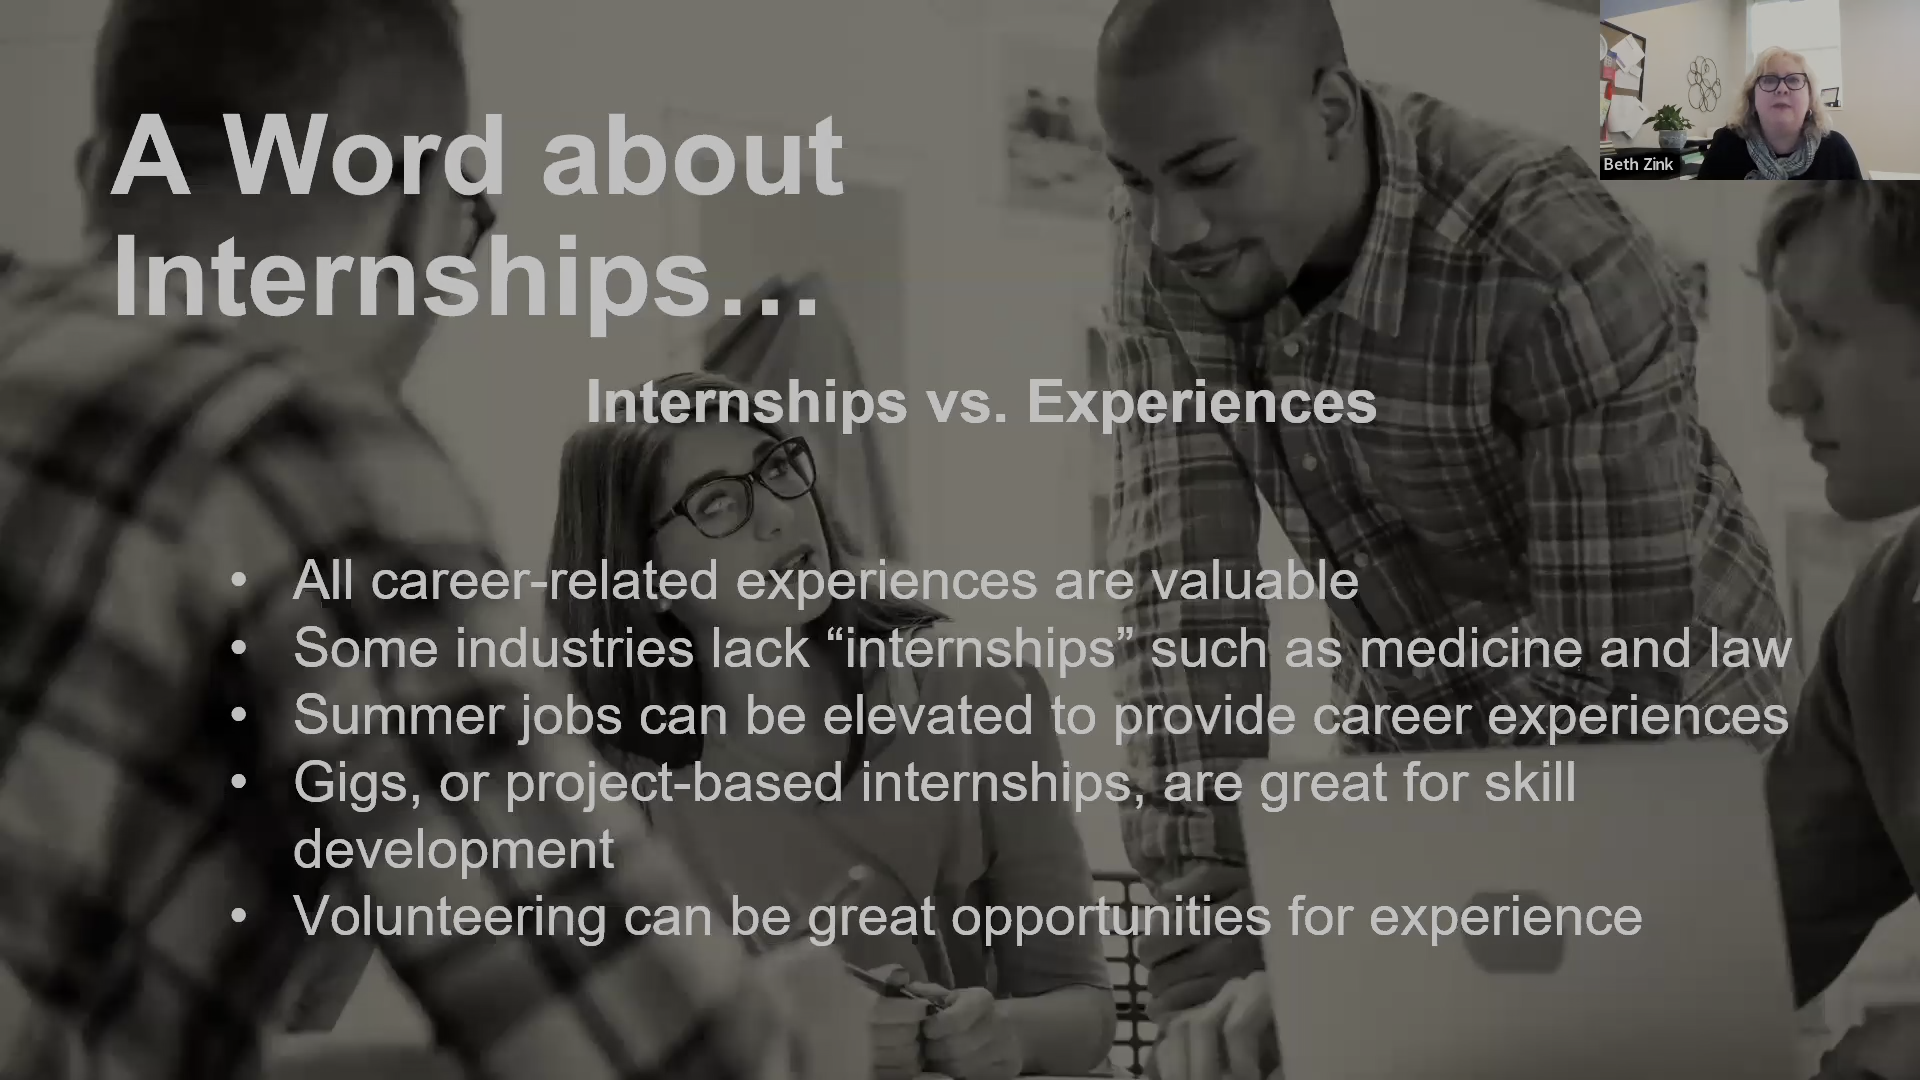 A Word about
Internships…
Beth Zink
Internships vs. Experiences
• All career-related experiences are valuable
• Some industries lack “internships” such as medicine and law
• Summer jobs can be elevated to provide career experiences
• Gigs, or project-based internships, are great for skill
development
• Volunteering can be great opportunities for experience